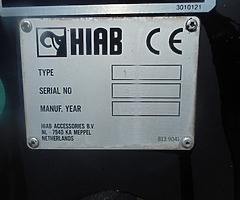 3010121
HIAB CE
TYPE
SERIAL NO
MANUF. YEAR
HIAB ACCESSORIES B.V.
NL - 7940 KA MEPPEL
NETHERLANDS
813 9041